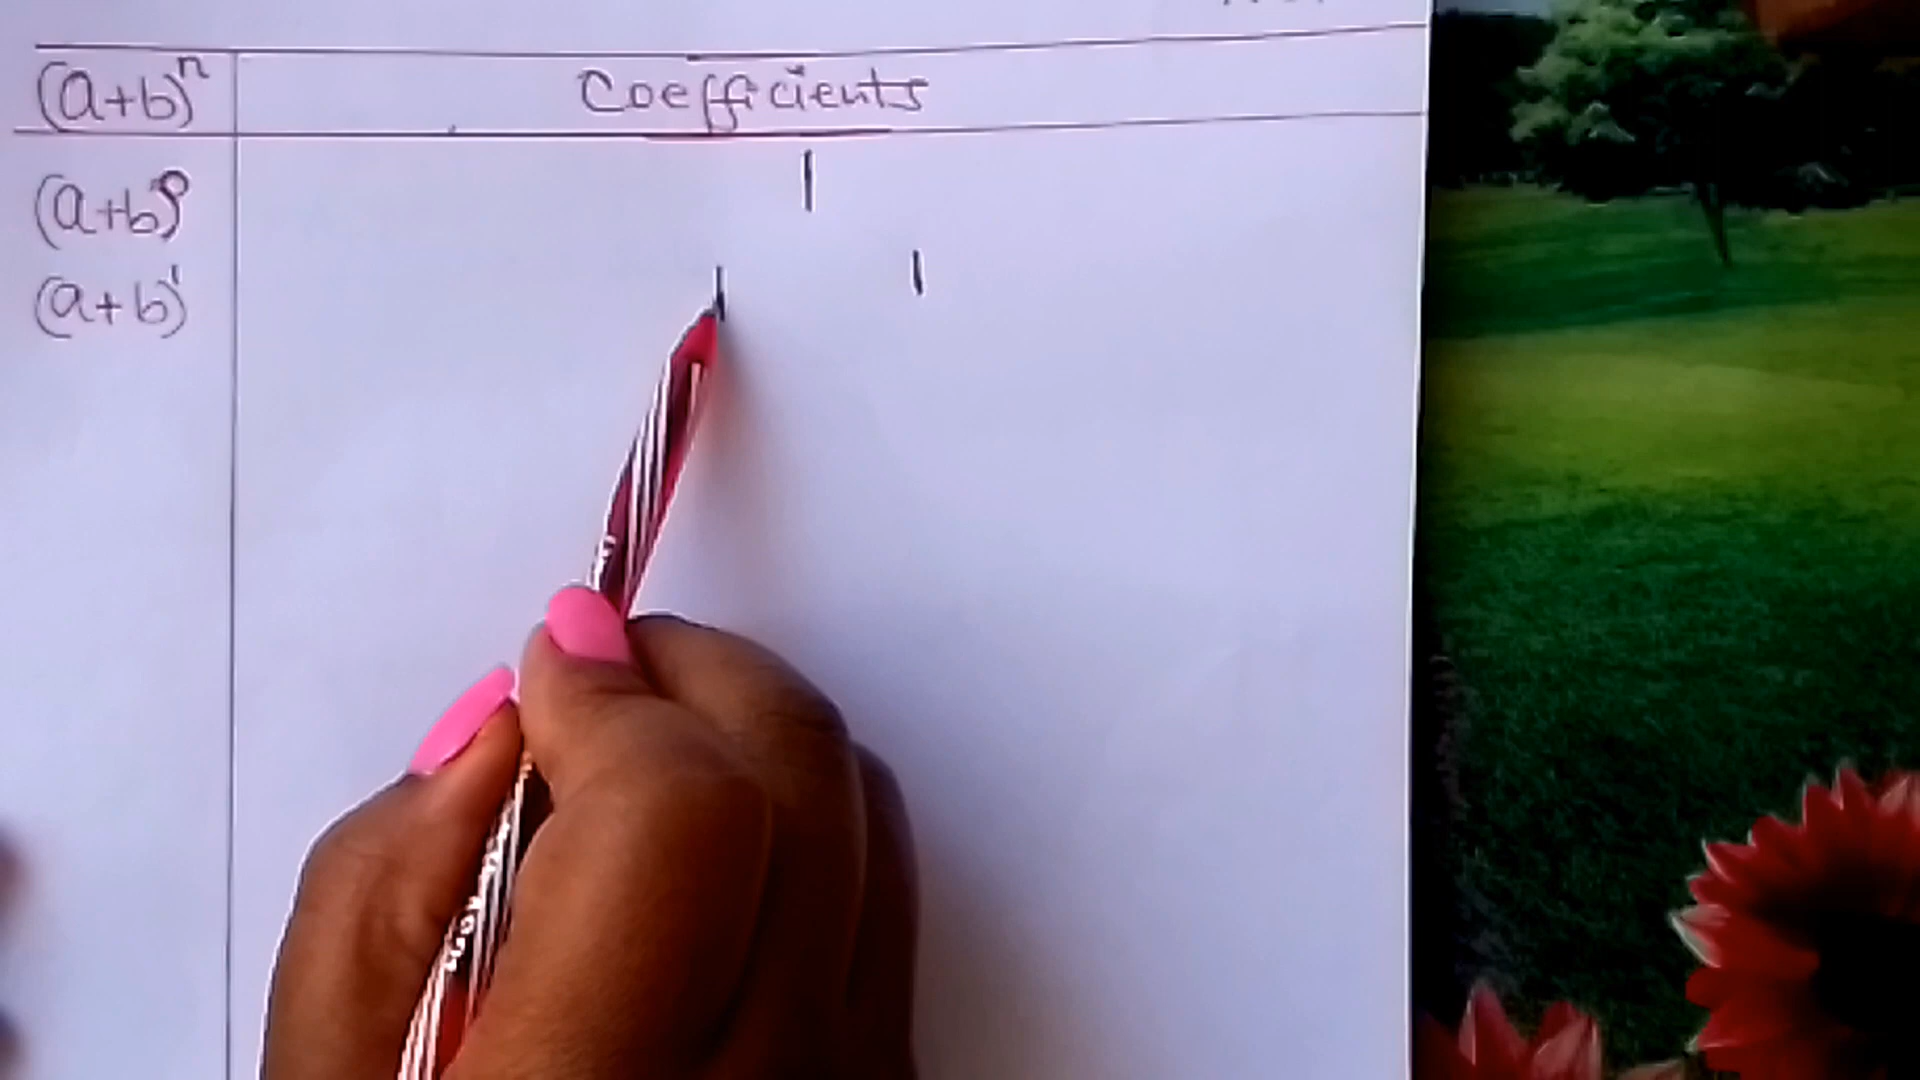 (a+b)ⁿ Coefficients
(a+b)⁰ 1
(a+b)¹ 1 1